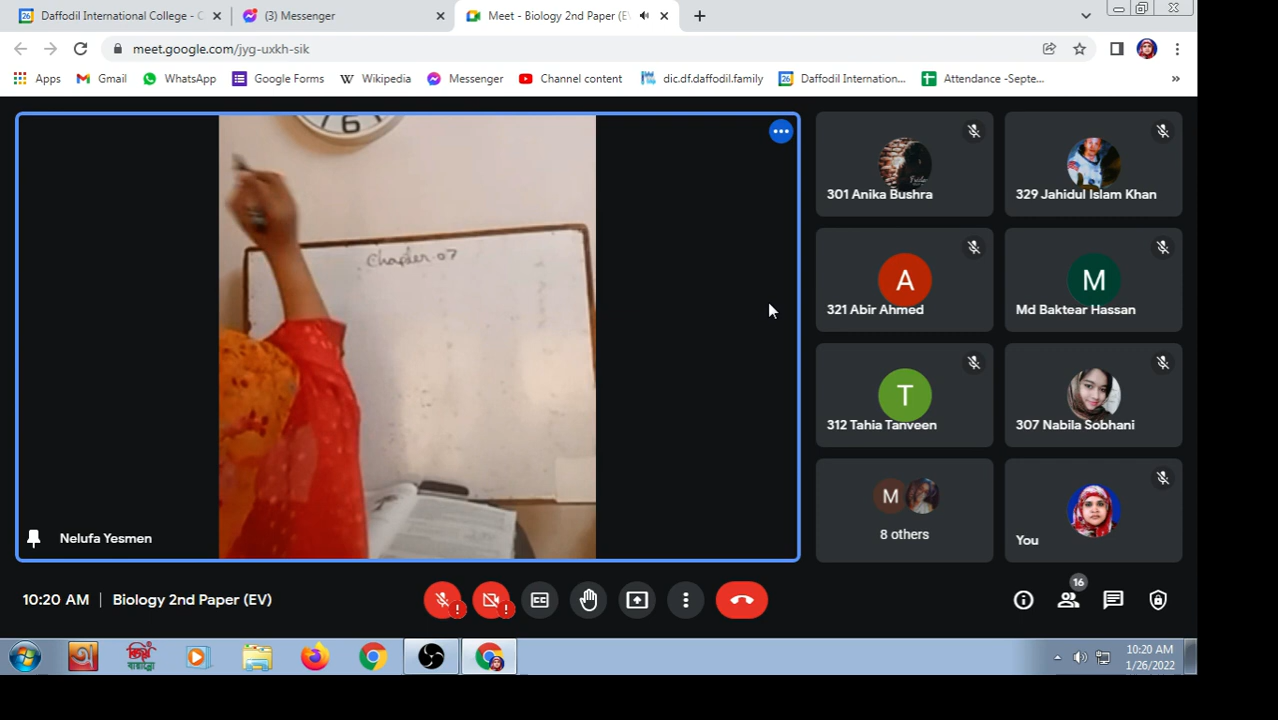 Daffodil International College - C
(3) Messenger
Meet - Biology 2nd Paper (EV
meet.google.com/jyg-uxkh-sik
Apps
Gmail
WhatsApp
Google Forms
W Wikipedia
Messenger
Channel content
dic.df.daffodil.family
Daffodil Internation...
Attendance -Septe...
»
6
Chapter-07
Nelufa Yesmen
301 Anika Bushra
329 Jahidul Islam Khan
A
321 Abir Ahmed
M
Md Baktear Hassan
T
312 Tahia Tanveen
307 Nabila Sobhani
M
8 others
You
10:20 AM | Biology 2nd Paper (EV)
CC
16
10:20 AM
1/26/2022